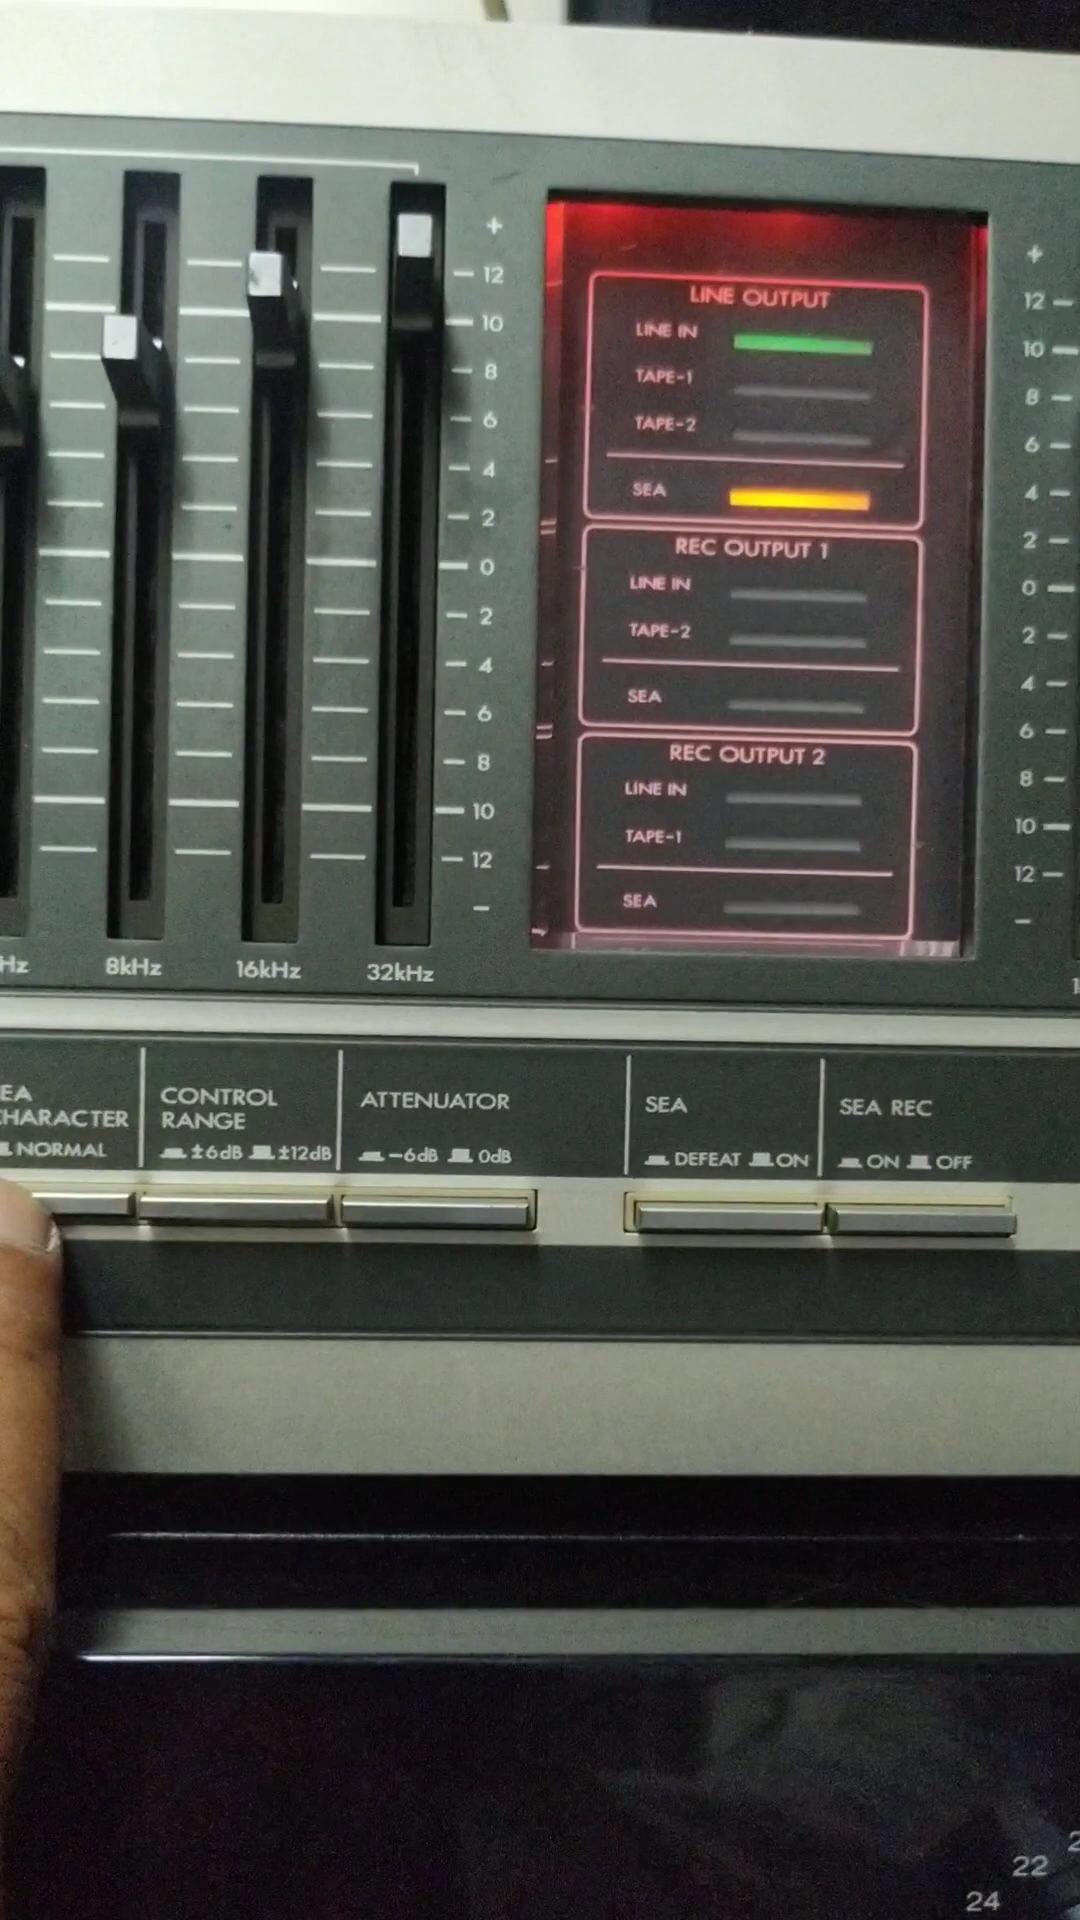 +
12
10
8
6
4
2
0
2
4
6
8
10
12
−
Hz
8kHz
16kHz
32kHz
LINE OUTPUT
LINE IN
TAPE-1
TAPE-2
SEA
REC OUTPUT 1
LINE IN
TAPE-2
SEA
REC OUTPUT 2
LINE IN
TAPE-1
SEA
+
12
10
8
6
4
2
0
2
4
6
8
10
12
−
EA
HARACTER
NORMAL
CONTROL
RANGE
±6dB ±12dB
ATTENUATOR
−6dB 0dB
SEA
DEFEAT ON
SEA REC
ON OFF
22
24